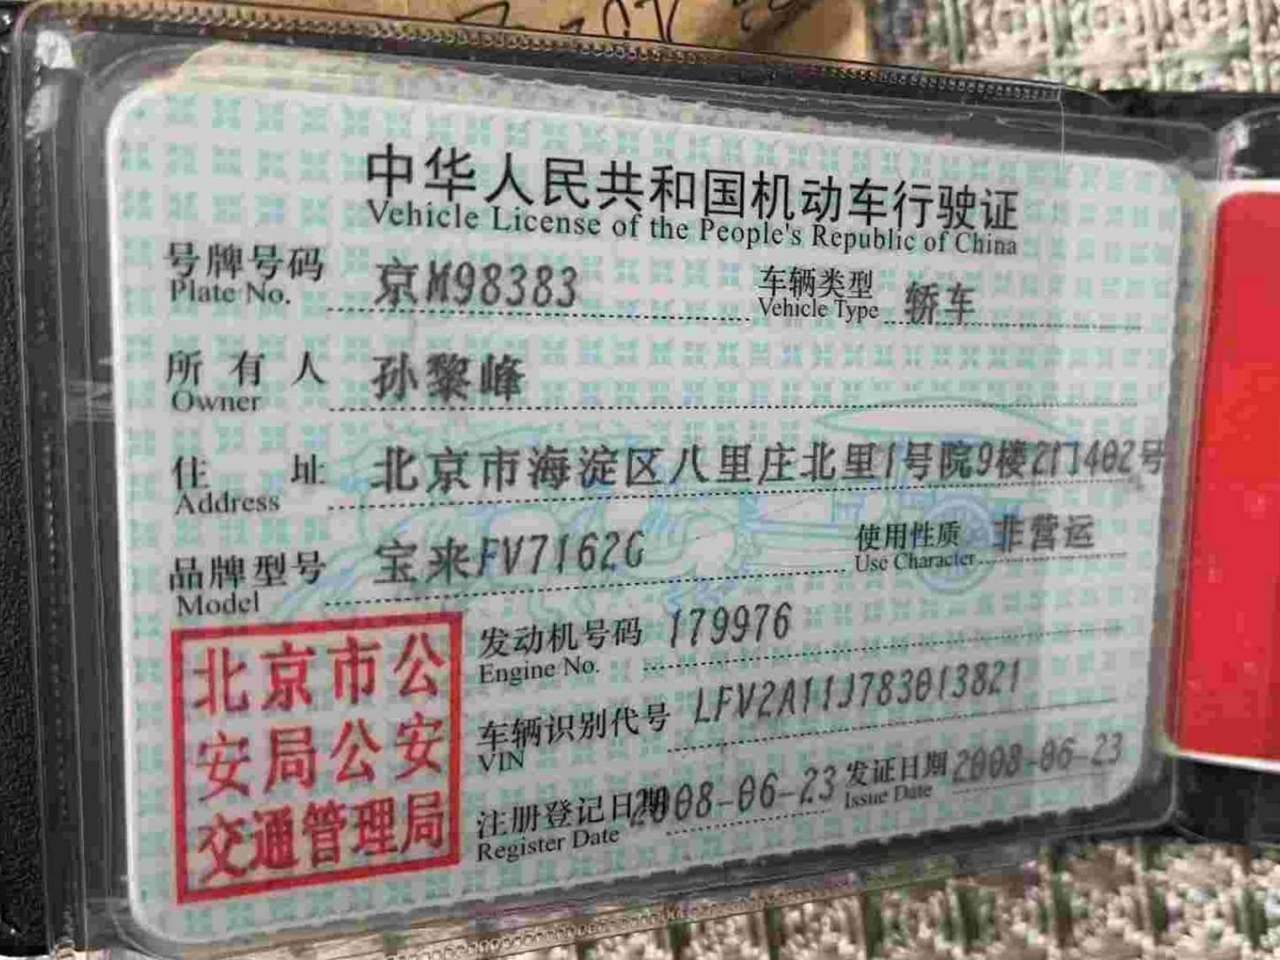 中华人民共和国机动车行驶证
Vehicle License of the People's Republic of China
号牌号码 京M98383 车辆类型 轿车
Plate No. Vehicle Type
所有人 孙黎峰
Owner
住址 北京市海淀区八里庄北里1号院9楼2门402号
Address
品牌型号 宝来FV7162G 使用性质 非营运
Model Use Character
北京市公
安局公安
交通管理局
发动机号码 179976
Engine No.
车辆识别代号 LFV2A11J783013821
VIN
注册登记日期 2008-06-23 发证日期 2008-06-23
Register Date Issue Date